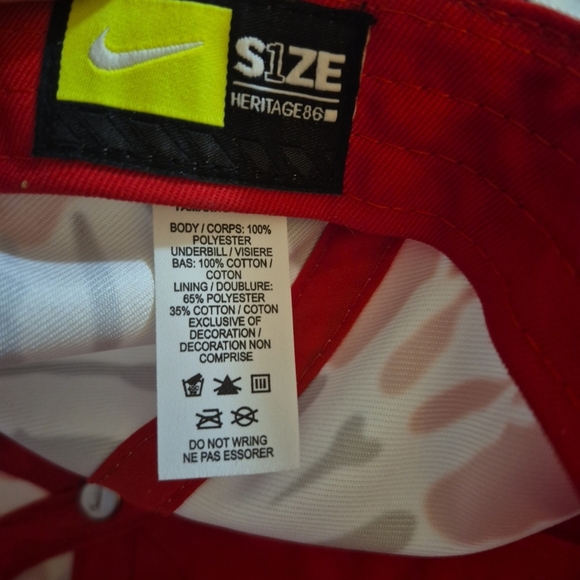 S1ZE
HERITAGE86
BODY / CORPS: 100%
POLYESTER
UNDERBILL / VISIERE
BAS: 100% COTTON /
COTON
LINING / DOUBLURE:
65% POLYESTER
35% COTTON / COTON
EXCLUSIVE OF
DECORATION /
DECORATION NON
COMPRISE
DO NOT WRING
NE PAS ESSORER